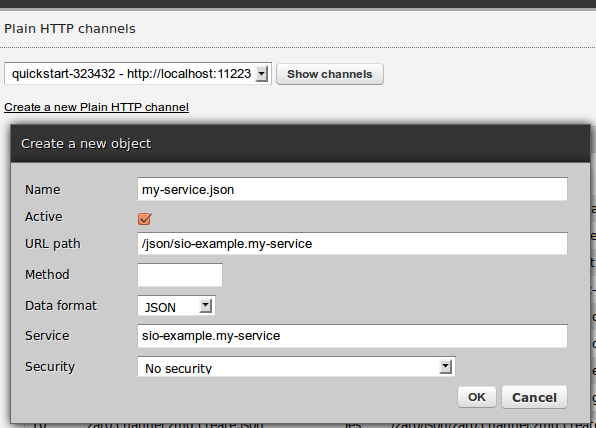 Plain HTTP channels
quickstart-323432 - http://localhost:11223 Show channels
Create a new Plain HTTP channel
Create a new object
Name my-service.json
Active
URL path /json/sio-example.my-service
Method
Data format JSON
Service sio-example.my-service
Security No security
OK Cancel